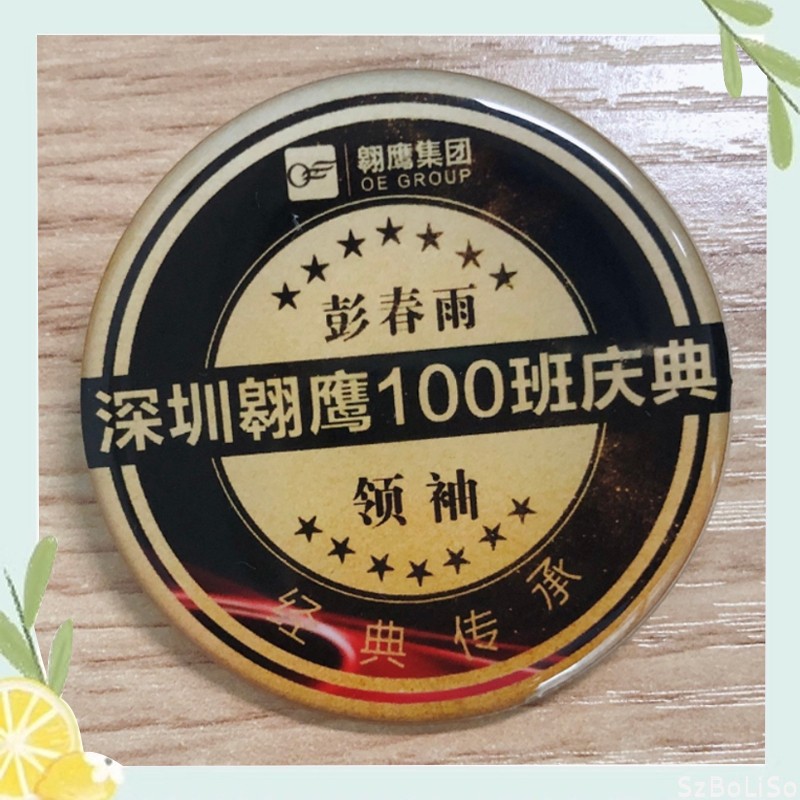 翱鹰集团
OE GROUP
彭春雨
深圳翱鹰100班庆典
领袖
经典传承
SzBoLiSo